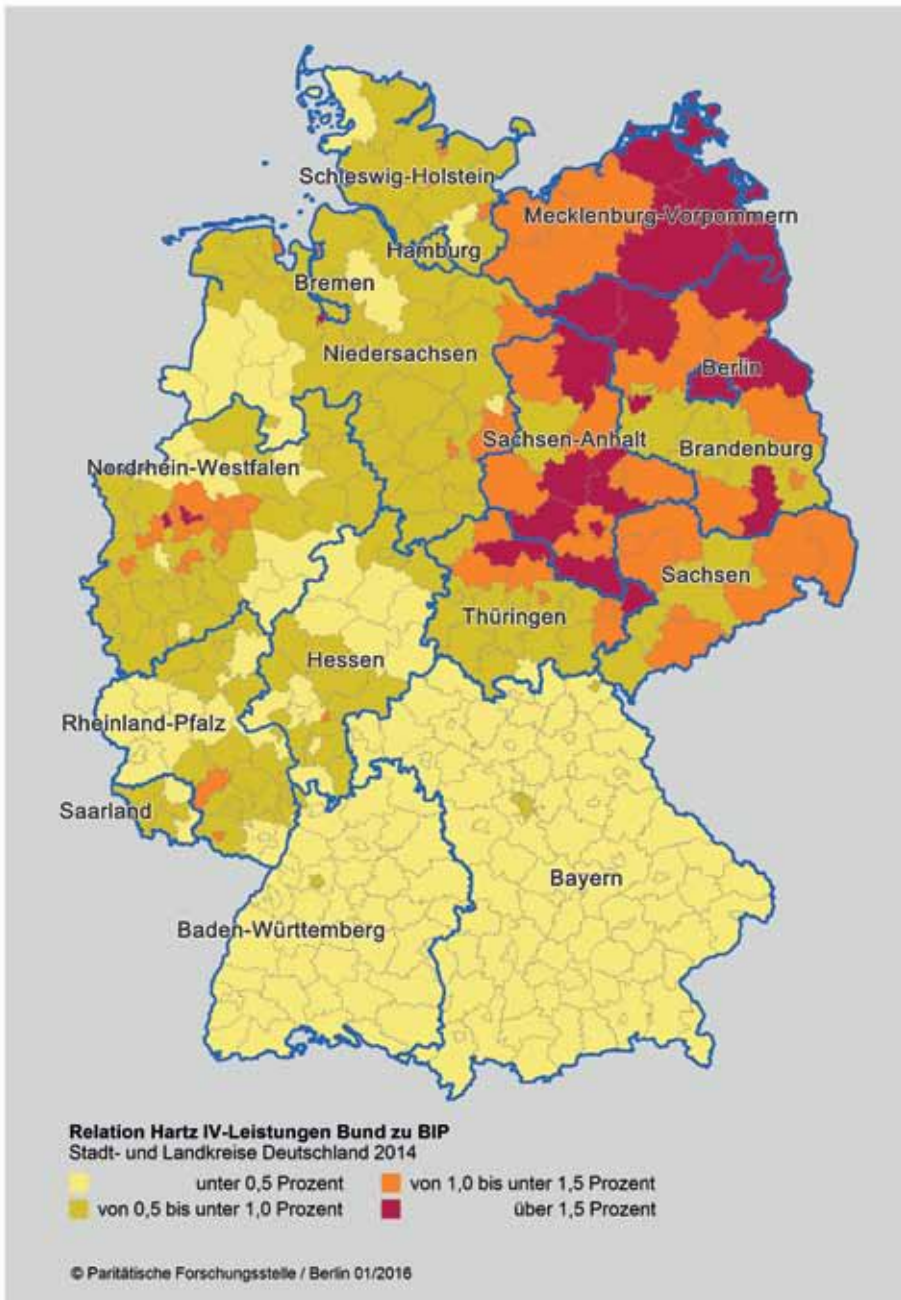 Schleswig-Holstein
Mecklenburg-Vorpommern
Hamburg
Bremen
Niedersachsen
Berlin
Sachsen-Anhalt
Brandenburg
Nordrhein-Westfalen
Sachsen
Thüringen
Hessen
Rheinland-Pfalz
Saarland
Bayern
Baden-Württemberg
Relation Hartz IV-Leistungen Bund zu BIP
Stadt- und Landkreise Deutschland 2014
unter 0,5 Prozent
von 1,0 bis unter 1,5 Prozent
von 0,5 bis unter 1,0 Prozent
über 1,5 Prozent
© Paritätische Forschungsstelle / Berlin 01/2016